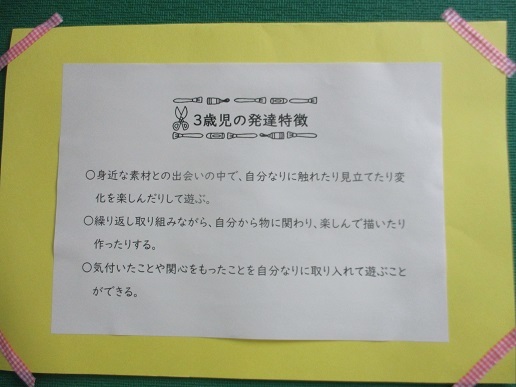 3歳児の発達特徴
○身近な素材との出会いの中で、自分なりに触れたり見立てたり変
化を楽しんだりして遊ぶ。
○繰り返し取り組みながら、自分から物に関わり、楽しんで描いたり
作ったりする。
○気付いたことや関心をもったことを自分なりに取り入れて遊ぶこと
ができる。